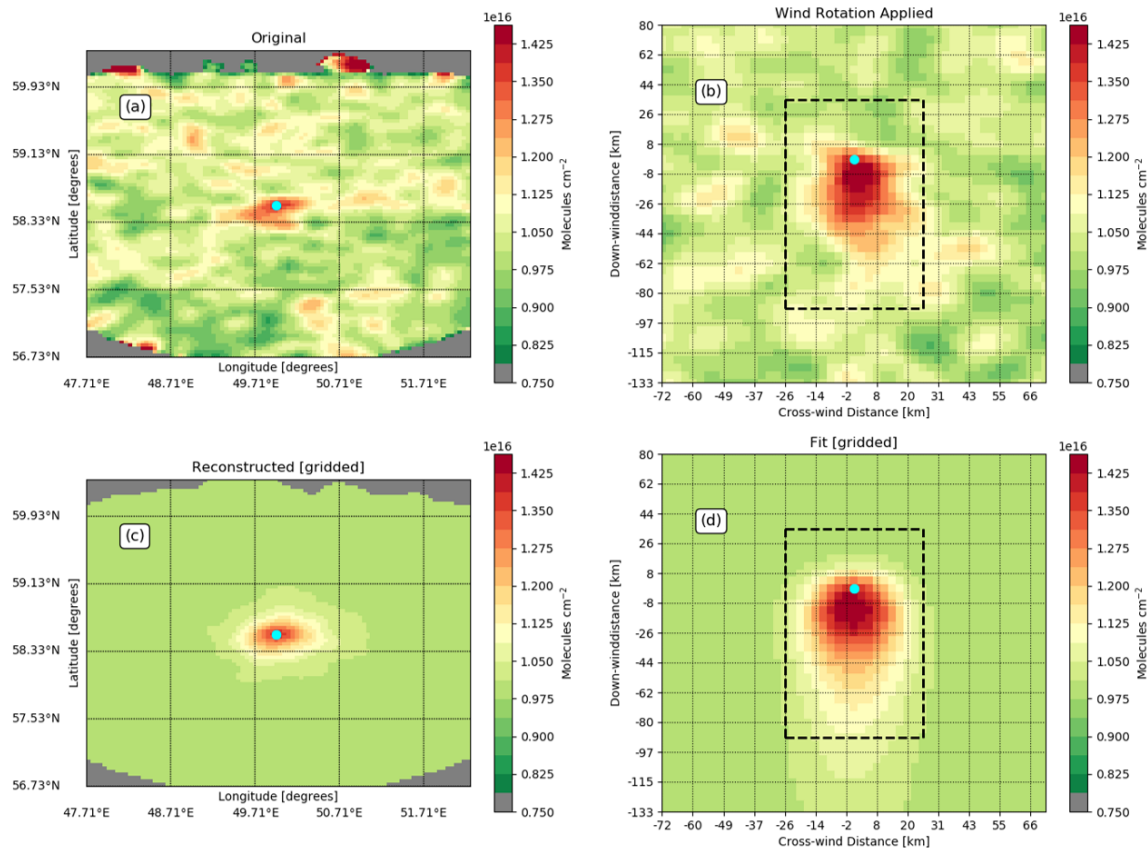 Original
1e16
(a)
59.93°N
59.13°N
58.33°N
57.53°N
56.73°N
Latitude [degrees]
47.71°E 48.71°E 49.71°E 50.71°E 51.71°E
Longitude [degrees]
1.425
1.350
1.275
1.200
1.125
1.050
0.975
0.900
0.825
0.750
Molecules cm−2
Wind Rotation Applied
1e16
(b)
80
62
44
26
8
-8
-26
-44
-62
-80
-97
-115
-133
Down-winddistance [km]
-72 -60 -49 -37 -26 -14 -2 8 20 31 43 54 66
Cross-wind Distance [km]
1.425
1.350
1.275
1.200
1.125
1.050
0.975
0.900
0.825
0.750
Molecules cm−2
Reconstructed [gridded]
1e16
(c)
59.93°N
59.13°N
58.33°N
57.53°N
56.73°N
Latitude [degrees]
47.71°E 48.71°E 49.71°E 50.71°E 51.71°E
Longitude [degrees]
1.425
1.350
1.275
1.200
1.125
1.050
0.975
0.900
0.825
0.750
Molecules cm−2
Fit [gridded]
1e16
(d)
80
62
44
26
8
-8
-26
-44
-62
-80
-97
-115
-133
Down-winddistance [km]
-72 -60 -49 -37 -26 -14 -2 8 20 31 43 54 66
Cross-wind Distance [km]
1.425
1.350
1.275
1.200
1.125
1.050
0.975
0.900
0.825
0.750
Molecules cm−2